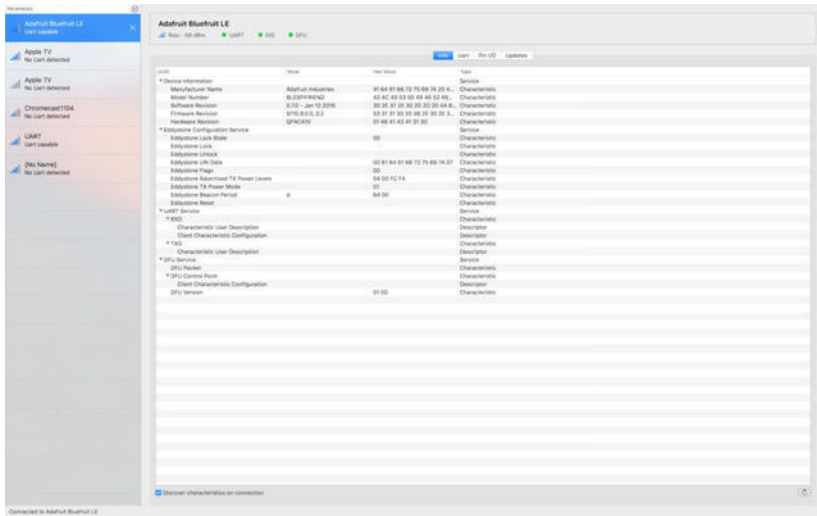 Peripherals
Adafruit Bluefruit LE
Uart capable
Apple TV
No Uart detected
Apple TV
No Uart detected
Chromecast1104
No Uart detected
UART
Uart capable
(No Name)
No Uart detected
Adafruit Bluefruit LE
UART DIS DFU
Info Uart Pin I/O Updates
UUID Value Hex Value Type
Device Information Service
Manufacturer Name Adafruit Industries Characteristic
Model Number BLESPIFRIEND Characteristic
Software Revision Characteristic
Firmware Revision Characteristic
Hardware Revision QFACA10 51 46 41 43 41 31 30 Characteristic
Eddystone Configuration Service Service
Eddystone Lock State 00 Characteristic
Eddystone Lock Characteristic
Eddystone Unlock Characteristic
Eddystone URI Data Characteristic
Eddystone Flags 00 Characteristic
Eddystone Advertised TX Power Levels Characteristic
Eddystone TX Power Mode 01 Characteristic
Eddystone Beacon Period d 64 00 Characteristic
Eddystone Reset Characteristic
UART Service Service
RXD Characteristic
Characteristic User Description Descriptor
Client Characteristic Configuration Descriptor
TXD Characteristic
Characteristic User Description Descriptor
DFU Service Service
DFU Packet Characteristic
DFU Control Point Characteristic
Client Characteristic Configuration Descriptor
DFU Version Characteristic
Discover characteristics on connection
Connected to Adafruit Bluefruit LE